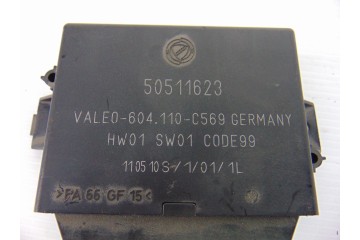 50511623
VALEO-604.110-C569 GERMANY
HW01 SW01 CODE99
110510S-/1/01/1L
>PA 66 GF 15<